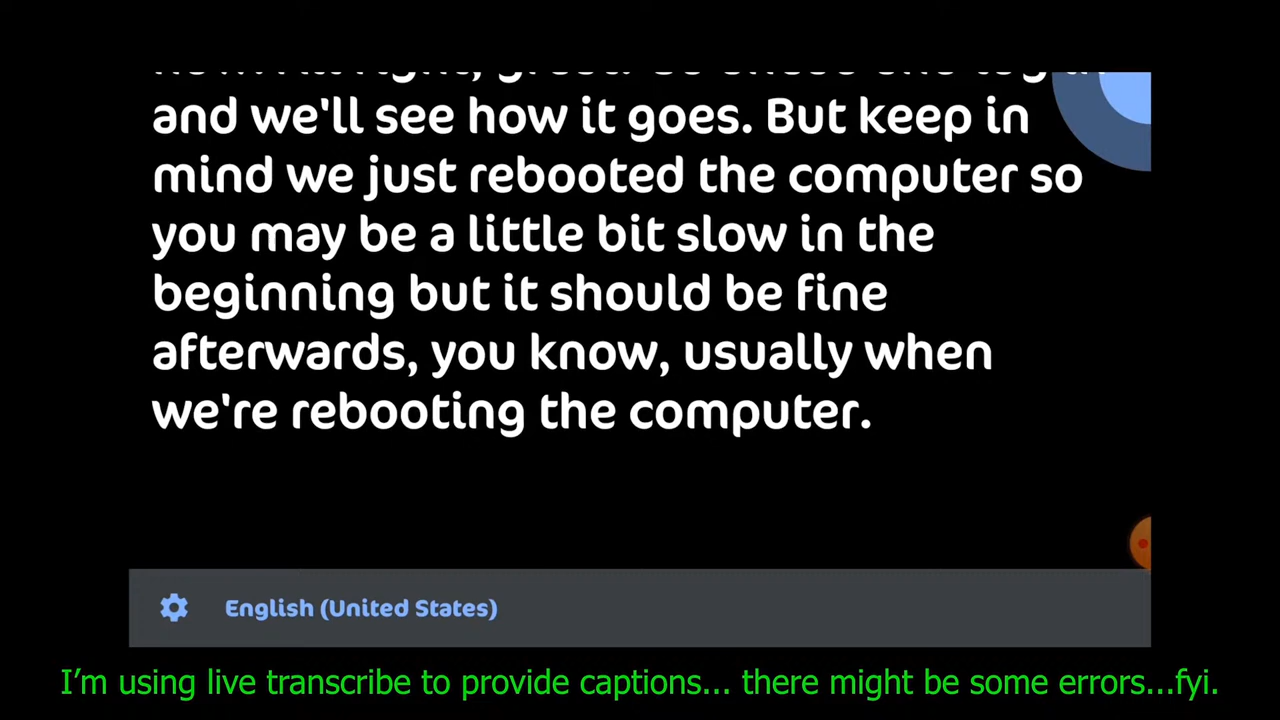 and we'll see how it goes. But keep in
mind we just rebooted the computer so
you may be a little bit slow in the
beginning but it should be fine
afterwards, you know, usually when
we're rebooting the computer.
English (United States)
I'm using live transcribe to provide captions... there might be some errors...fyi.